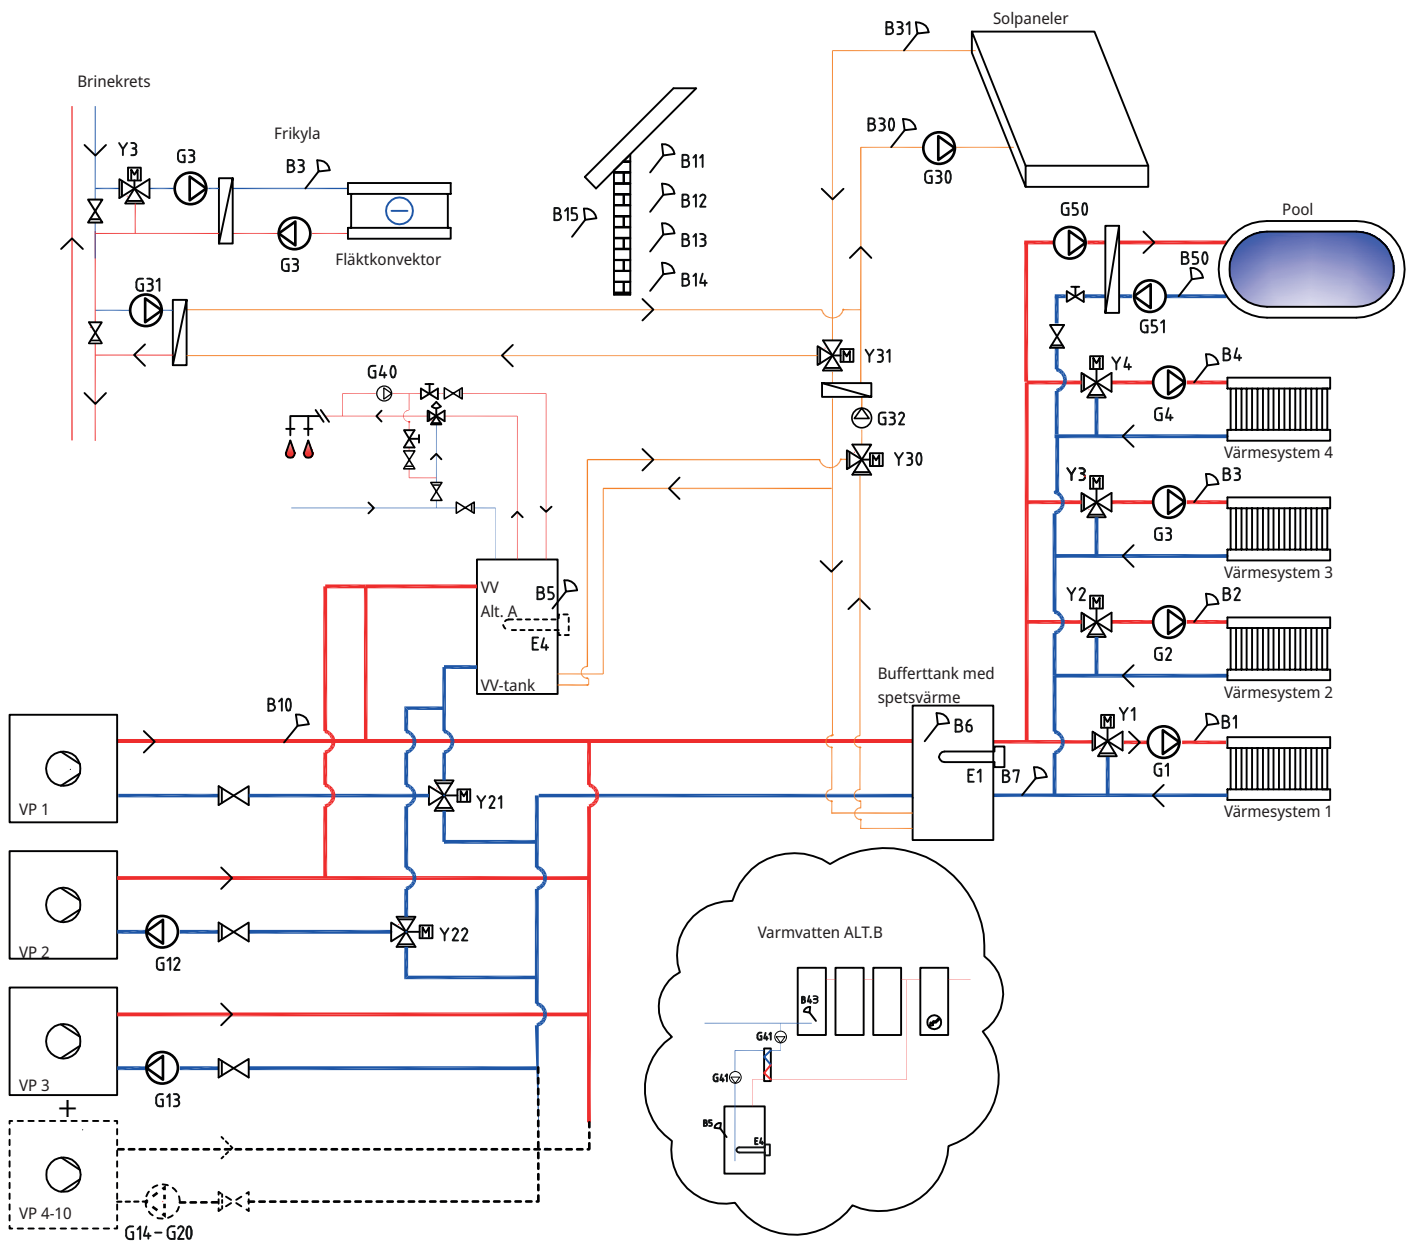 Solpaneler
B31
Brinekrets
B30
G30
Frikyla
Y3
M
G3
B3
B11
B12
B13
B14
B15
G3
Fläktkonvektor
G50
Pool
B50
G51
G31
Y31
M
Y4
M
B4
G4
Värmesystem 4
G40
G32
Y30
M
Y3
M
B3
G3
Värmesystem 3
VV
B5
Alt. A
E4
VV-tank
Y2
M
B2
G2
Värmesystem 2
Bufferttank med
spetsvärme
B10
B6
E1
B7
Y1
M
B1
G1
Värmesystem 1
VP 1
Y21
M
VP 2
G12
Y22
M
Varmvatten ALT.B
VP 3
G13
B43
G41
G41
+
B5
E4
VP 4-10
G14-G20